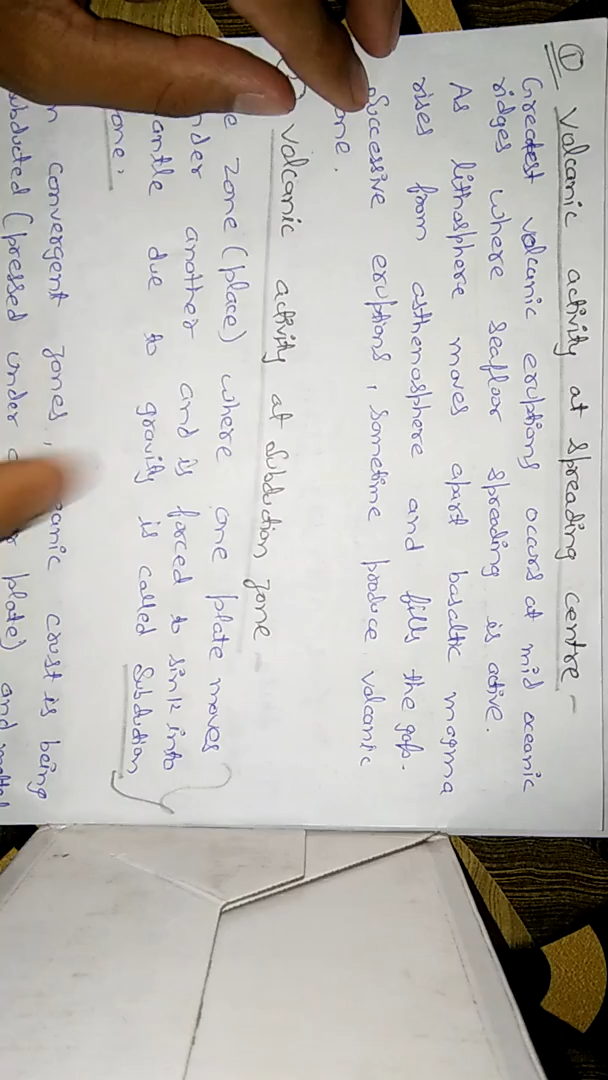 ① Volcanic activity at spreading centre –
Greatest volcanic eruptions occurs at mid oceanic
ridges where seafloor spreading is active.
As lithosphere moves apart basaltic magma
rises from asthenosphere and fills the gaps.
Successive eruptions, sometime produce volcanic
one.
Volcanic activity at Subduction zone –
e zone (place) where one plate moves
nder another and is forced to sink into
antle due to gravity is called Subduction
one.
n convergent zones, eanic crust is being
subducted (pressed under plate) and